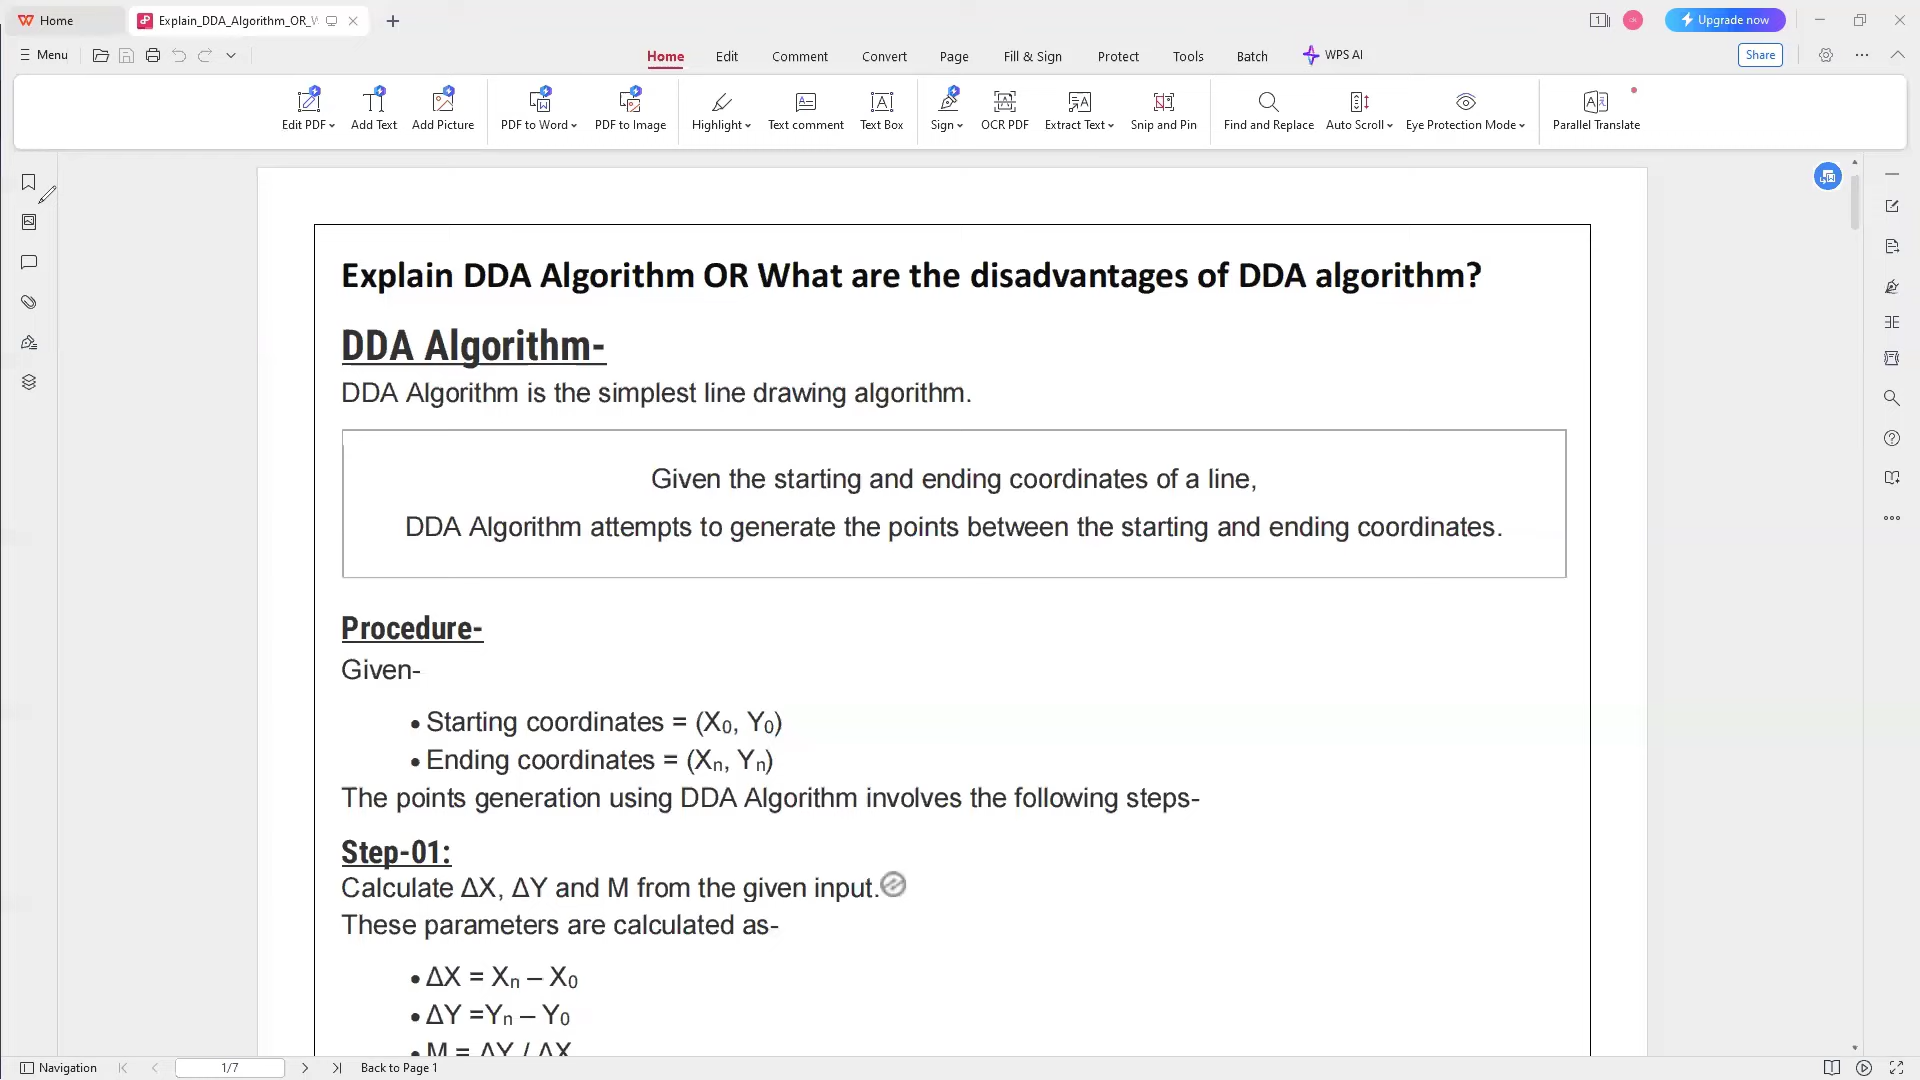 Home
Explain_DDA_Algorithm_OR_W
Upgrade now
Menu
Home Edit Comment Convert Page Fill & Sign Protect Tools Batch WPS AI
Share
Edit PDF Add Text Add Picture PDF to Word PDF to Image Highlight Text comment Text Box Sign OCR PDF Extract Text Snip and Pin Find and Replace Auto Scroll Eye Protection Mode Parallel Translate
Explain DDA Algorithm OR What are the disadvantages of DDA algorithm?
DDA Algorithm-
DDA Algorithm is the simplest line drawing algorithm.
Given the starting and ending coordinates of a line,
DDA Algorithm attempts to generate the points between the starting and ending coordinates.
Procedure-
Given-
• Starting coordinates = (X₀, Y₀)
• Ending coordinates = (Xₙ, Yₙ)
The points generation using DDA Algorithm involves the following steps-
Step-01:
Calculate ΔX, ΔY and M from the given input.
These parameters are calculated as-
• ΔX = Xₙ – X₀
• ΔY =Yₙ – Y₀
• M = ΔY / ΔX
Navigation 1/7 Back to Page 1